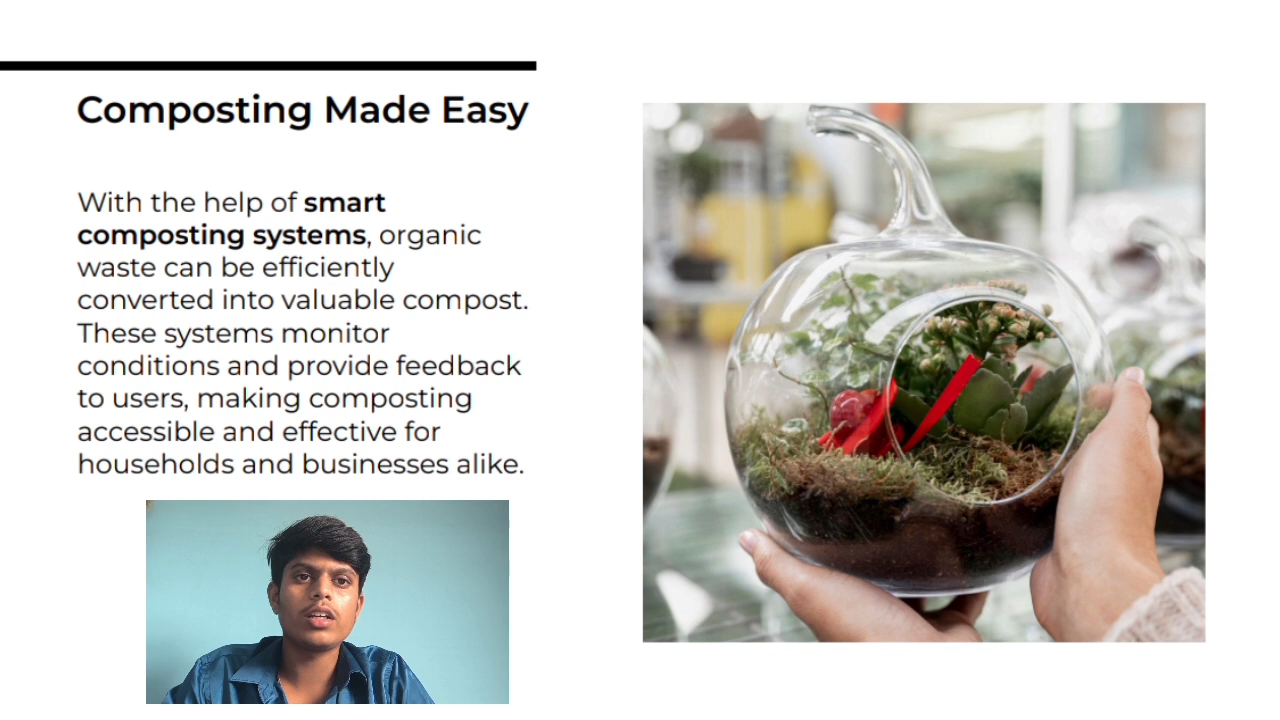 Composting Made Easy
With the help of smart
composting systems, organic
waste can be efficiently
converted into valuable compost.
These systems monitor
conditions and provide feedback
to users, making composting
accessible and effective for
households and businesses alike.